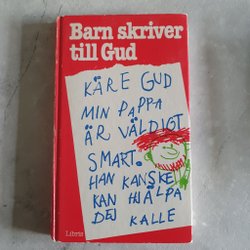 Barn skriver
till Gud
KÄRE GUD
MIN PAPPA
ÄR VÄLDIGT
SMART.
HAN KANSKE
KAN HJÄLPA
DEJ KALLE
Libris